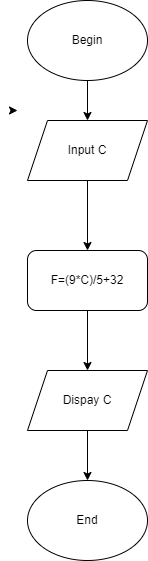 Begin
Input C
F=(9*C)/5+32
Dispay C
End